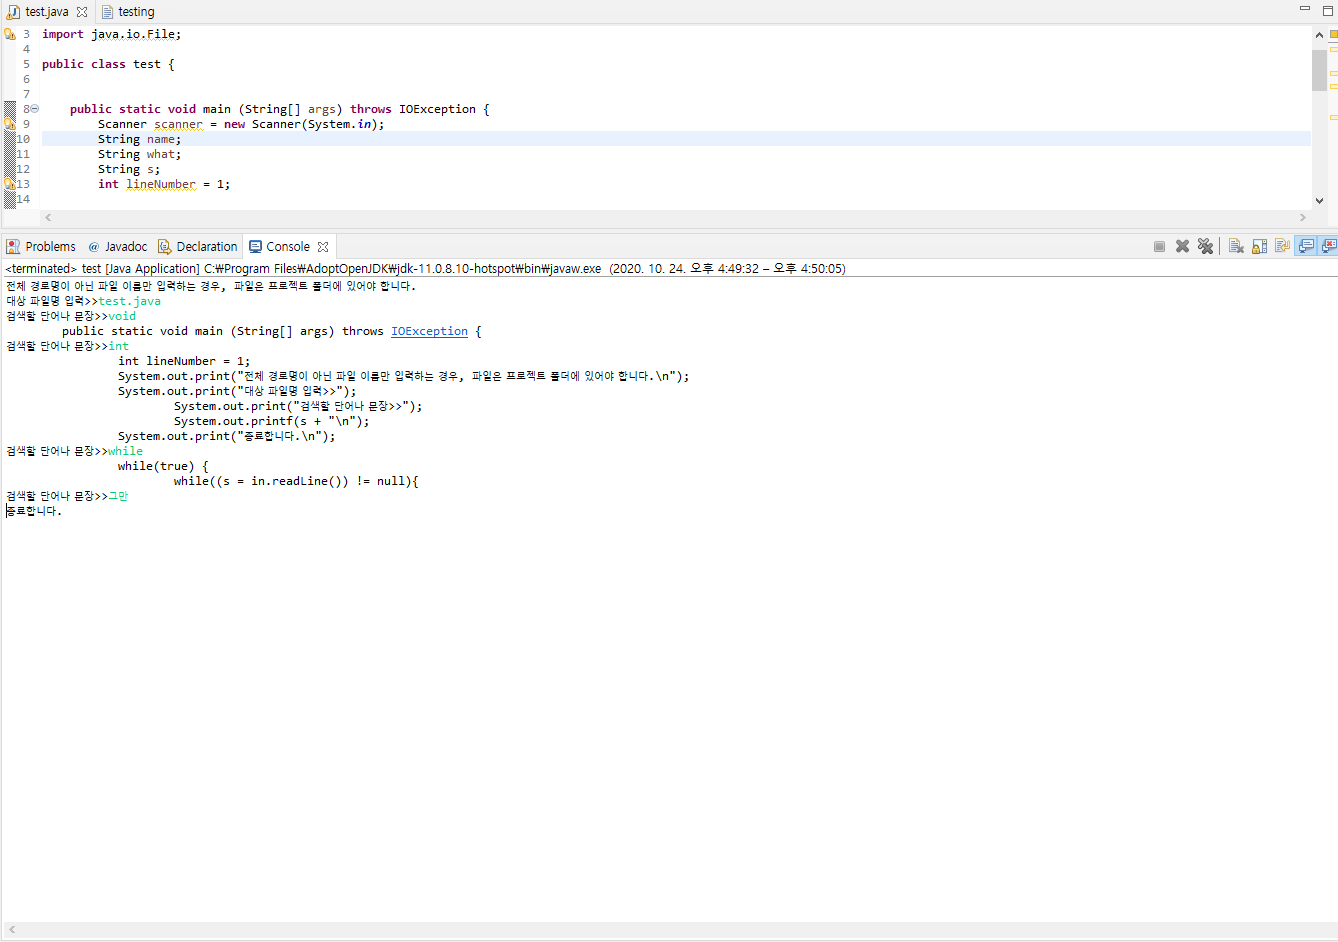 test.java testing
3 import java.io.File;
4
5 public class test {
6
7
8 public static void main (String[] args) throws IOException {
9 Scanner scanner = new Scanner(System.in);
10 String name;
11 String what;
12 String s;
13 int lineNumber = 1;
14
Problems @ Javadoc Declaration Console
<terminated> test [Java Application] C:₩Program Files₩AdoptOpenJDK₩jdk-11.0.8.10-hotspot₩bin₩javaw.exe (2020. 10. 24. 오후 4:49:32 – 오후 4:50:05)
전체 경로명이 아닌 파일 이름만 입력하는 경우, 파일은 프로젝트 폴더에 있어야 합니다.
대상 파일명 입력>>test.java
검색할 단어나 문장>>void
public static void main (String[] args) throws IOException {
검색할 단어나 문장>>int
int lineNumber = 1;
System.out.print("전체 경로명이 아닌 파일 이름만 입력하는 경우, 파일은 프로젝트 폴더에 있어야 합니다.\n");
System.out.print("대상 파일명 입력>>");
System.out.print("검색할 단어나 문장>>");
System.out.printf(s + "\n");
System.out.print("종료합니다.\n");
검색할 단어나 문장>>while
while(true) {
while((s = in.readLine()) != null){
검색할 단어나 문장>>그만
종료합니다.